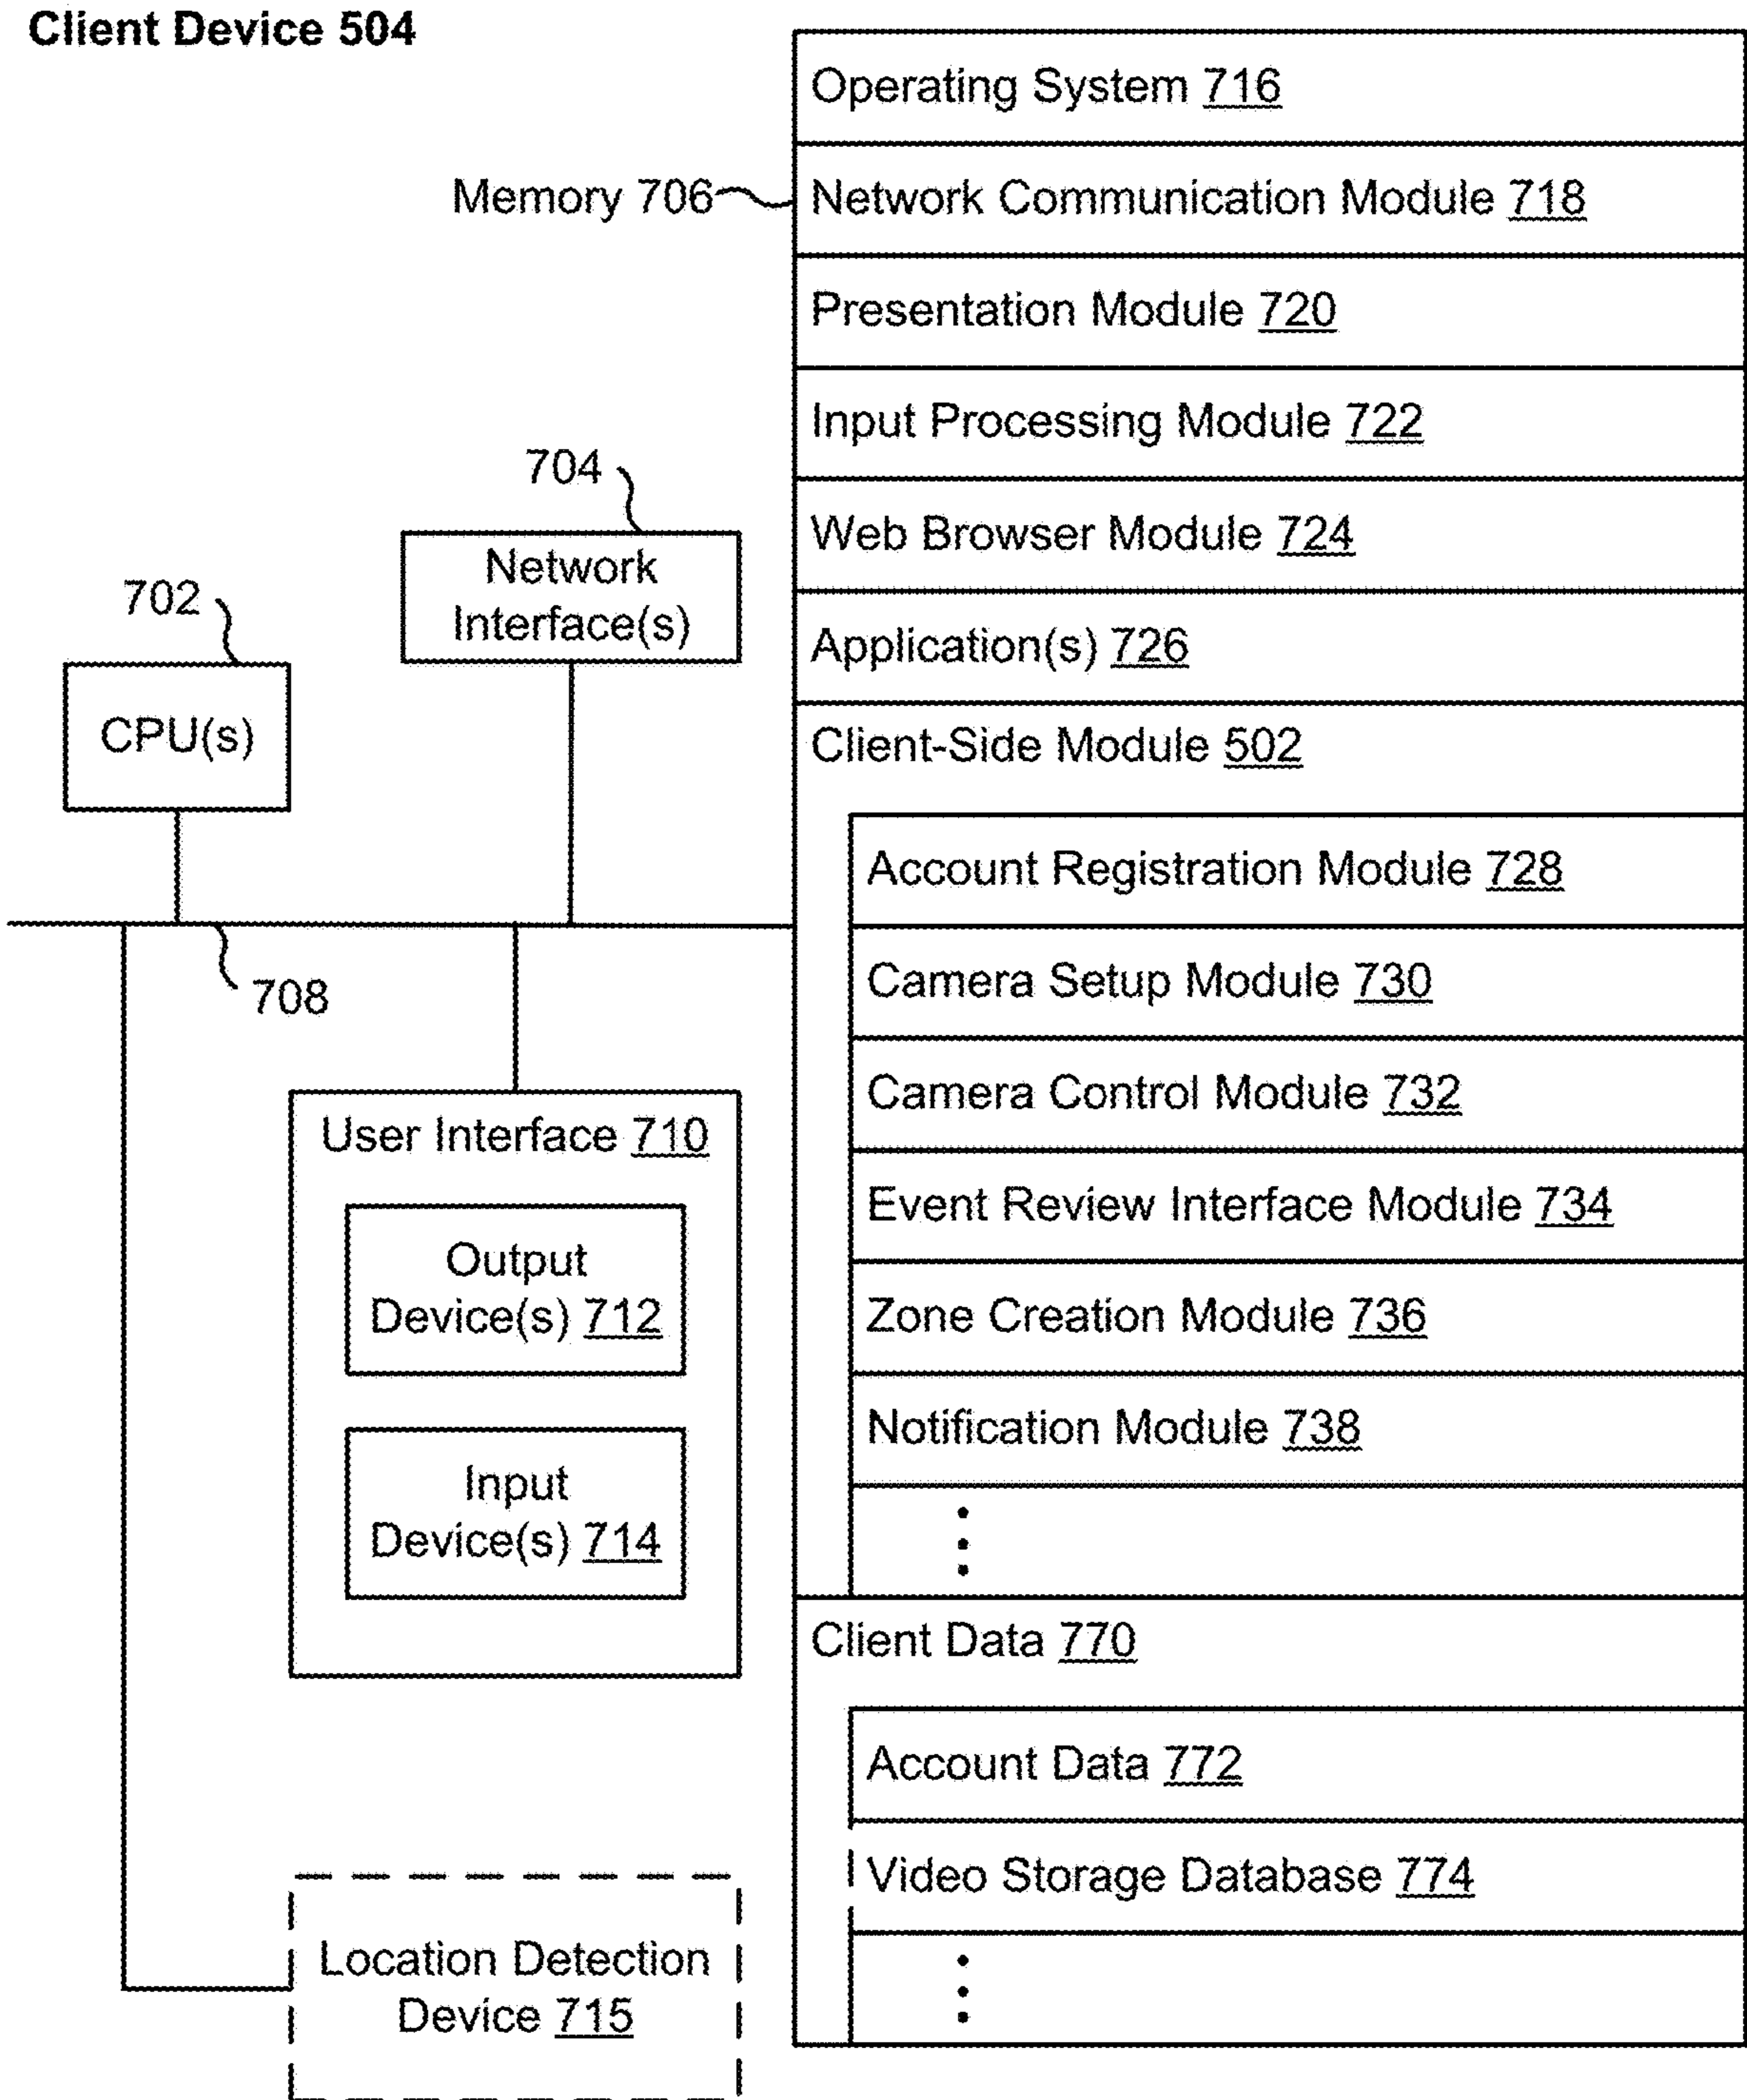 Client Device 504
Operating System 716
Memory 706
Network Communication Module 718
Presentation Module 720
Input Processing Module 722
704
Network
Interface(s)
Web Browser Module 724
702
CPU(s)
Application(s) 726
Client-Side Module 502
Account Registration Module 728
708
Camera Setup Module 730
Camera Control Module 732
User Interface 710
Event Review Interface Module 734
Output
Device(s) 712
Zone Creation Module 736
Notification Module 738
Input
Device(s) 714
Client Data 770
Account Data 772
Video Storage Database 774
Location Detection
Device 715